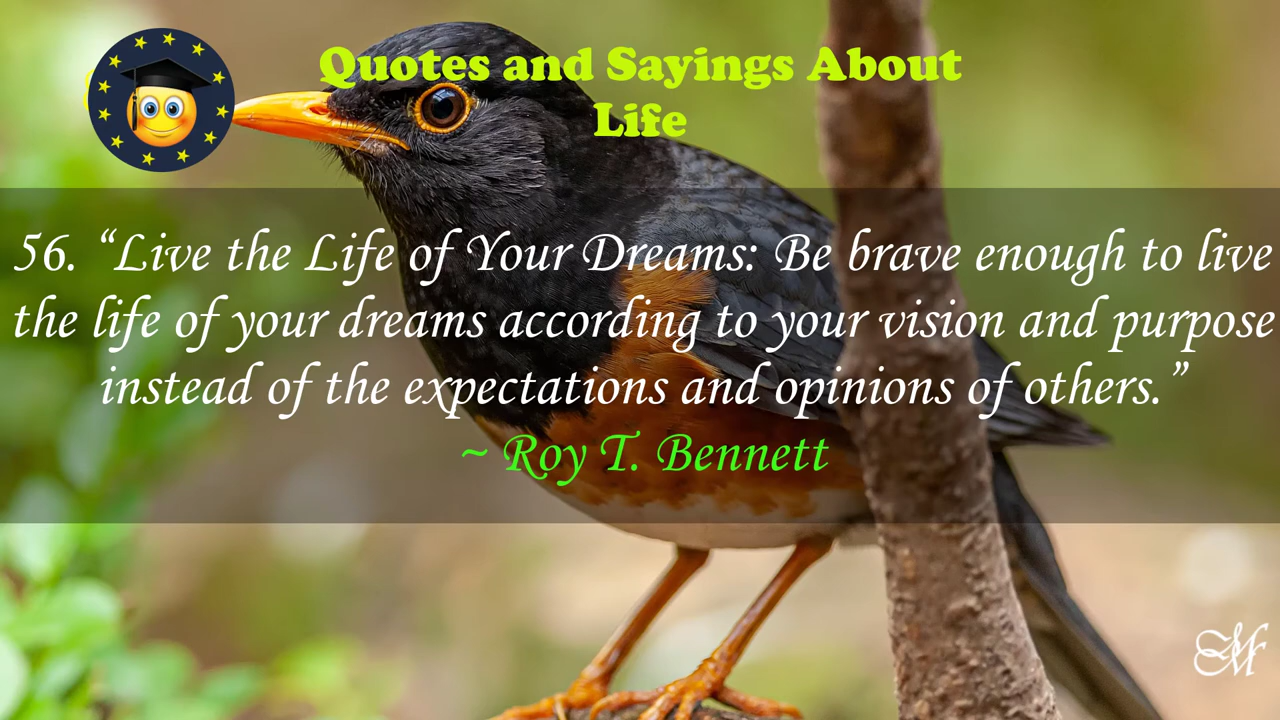 Quotes and Sayings About
Life
56. “Live the Life of Your Dreams: Be brave enough to live
the life of your dreams according to your vision and purpose
instead of the expectations and opinions of others.”
~ Roy T. Bennett